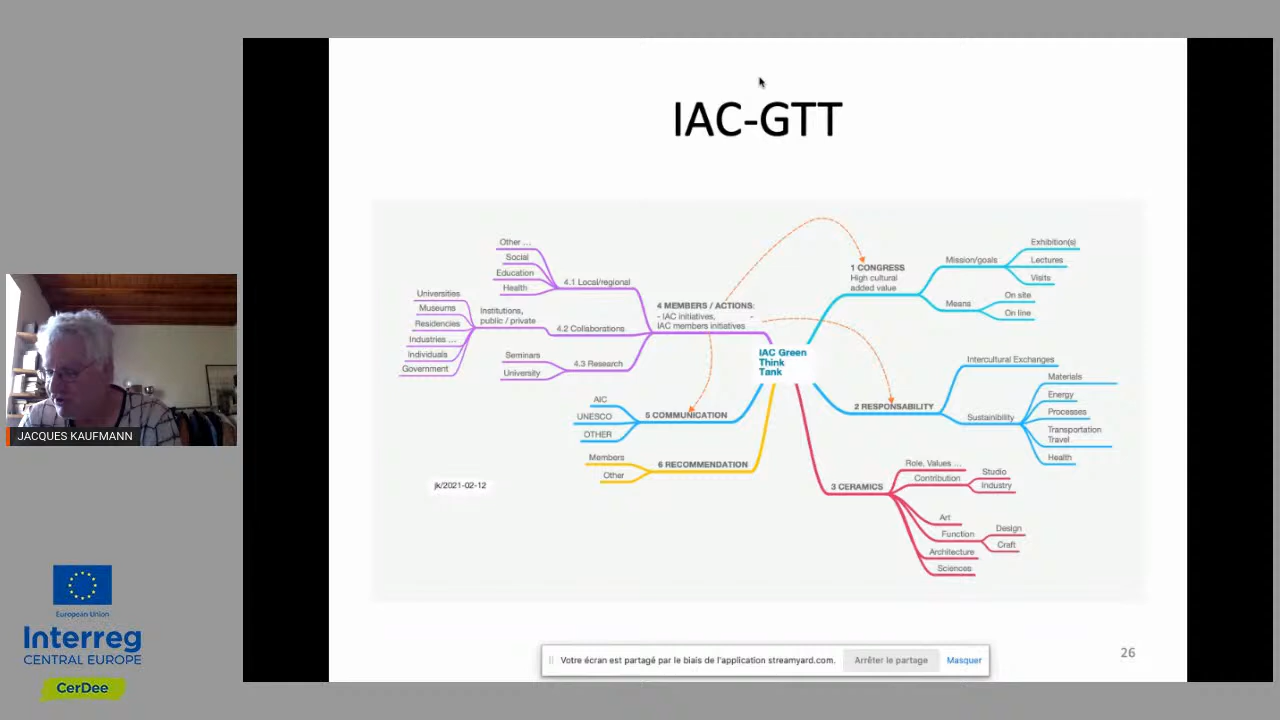 IAC-GTT
IAC Green
Think
Tank
1 CONGRESS
High cultural
added value
Mission/goals
Exhibition(s)
Lectures
Visits
Means
On site
On line
2 RESPONSABILITY
Intercultural Exchanges
Sustainibility
Materials
Energy
Processes
Transportation
Travel
Health
3 CERAMICS
Role, Values ...
Contribution
Studio
Industry
Art
Function
Design
Craft
Architecture
Sciences
4 MEMBERS / ACTIONS:
- IAC initiatives, -
IAC members initiatives
4.1 Local/regional
Other ...
Social
Education
Health
4.2 Collaborations
Institutions,
public / private
Universities
Museums
Residencies
Industries ...
Individuals
Government
4.3 Research
Seminars
University
5 COMMUNICATION
AIC
UNESCO
OTHER
6 RECOMMENDATION
Members
Other
jk/2021-02-12
JACQUES KAUFMANN
European Union
Interreg
CENTRAL EUROPE
CerDee
Votre écran est partagé par le biais de l'application streamyard.com.
Arrêter le partage
Masquer
26